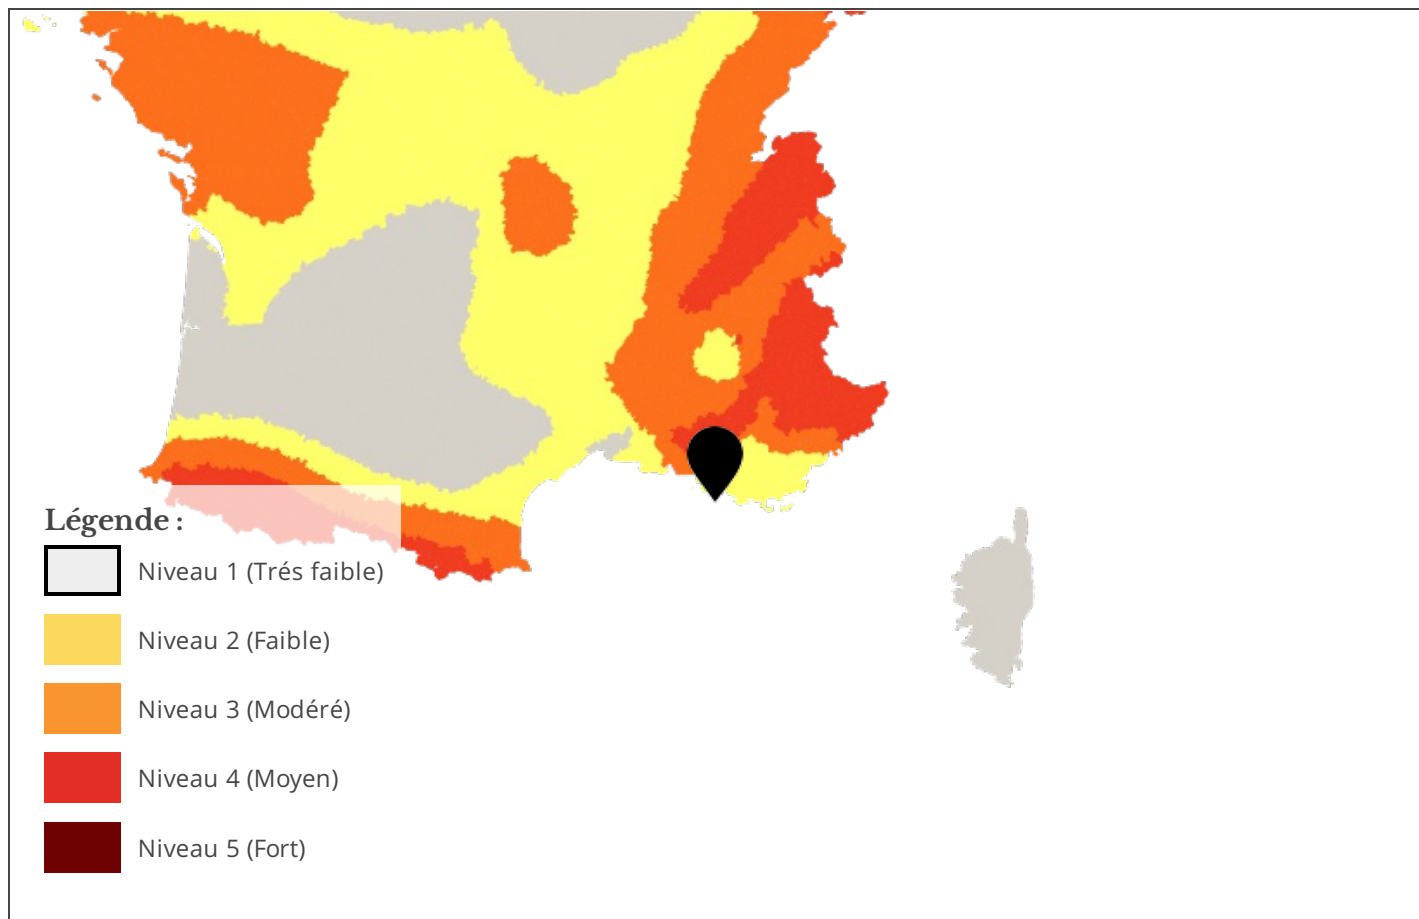 Légende :
Niveau 1 (Trés faible)
Niveau 2 (Faible)
Niveau 3 (Modéré)
Niveau 4 (Moyen)
Niveau 5 (Fort)